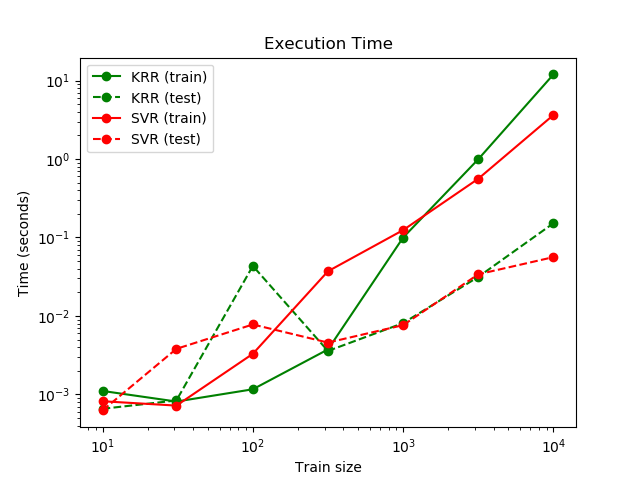 Execution Time
KRR (train)
KRR (test)
SVR (train)
SVR (test)
Time (seconds)
10¹
10⁰
10⁻¹
10⁻²
10⁻³
10¹ 10² 10³ 10⁴
Train size